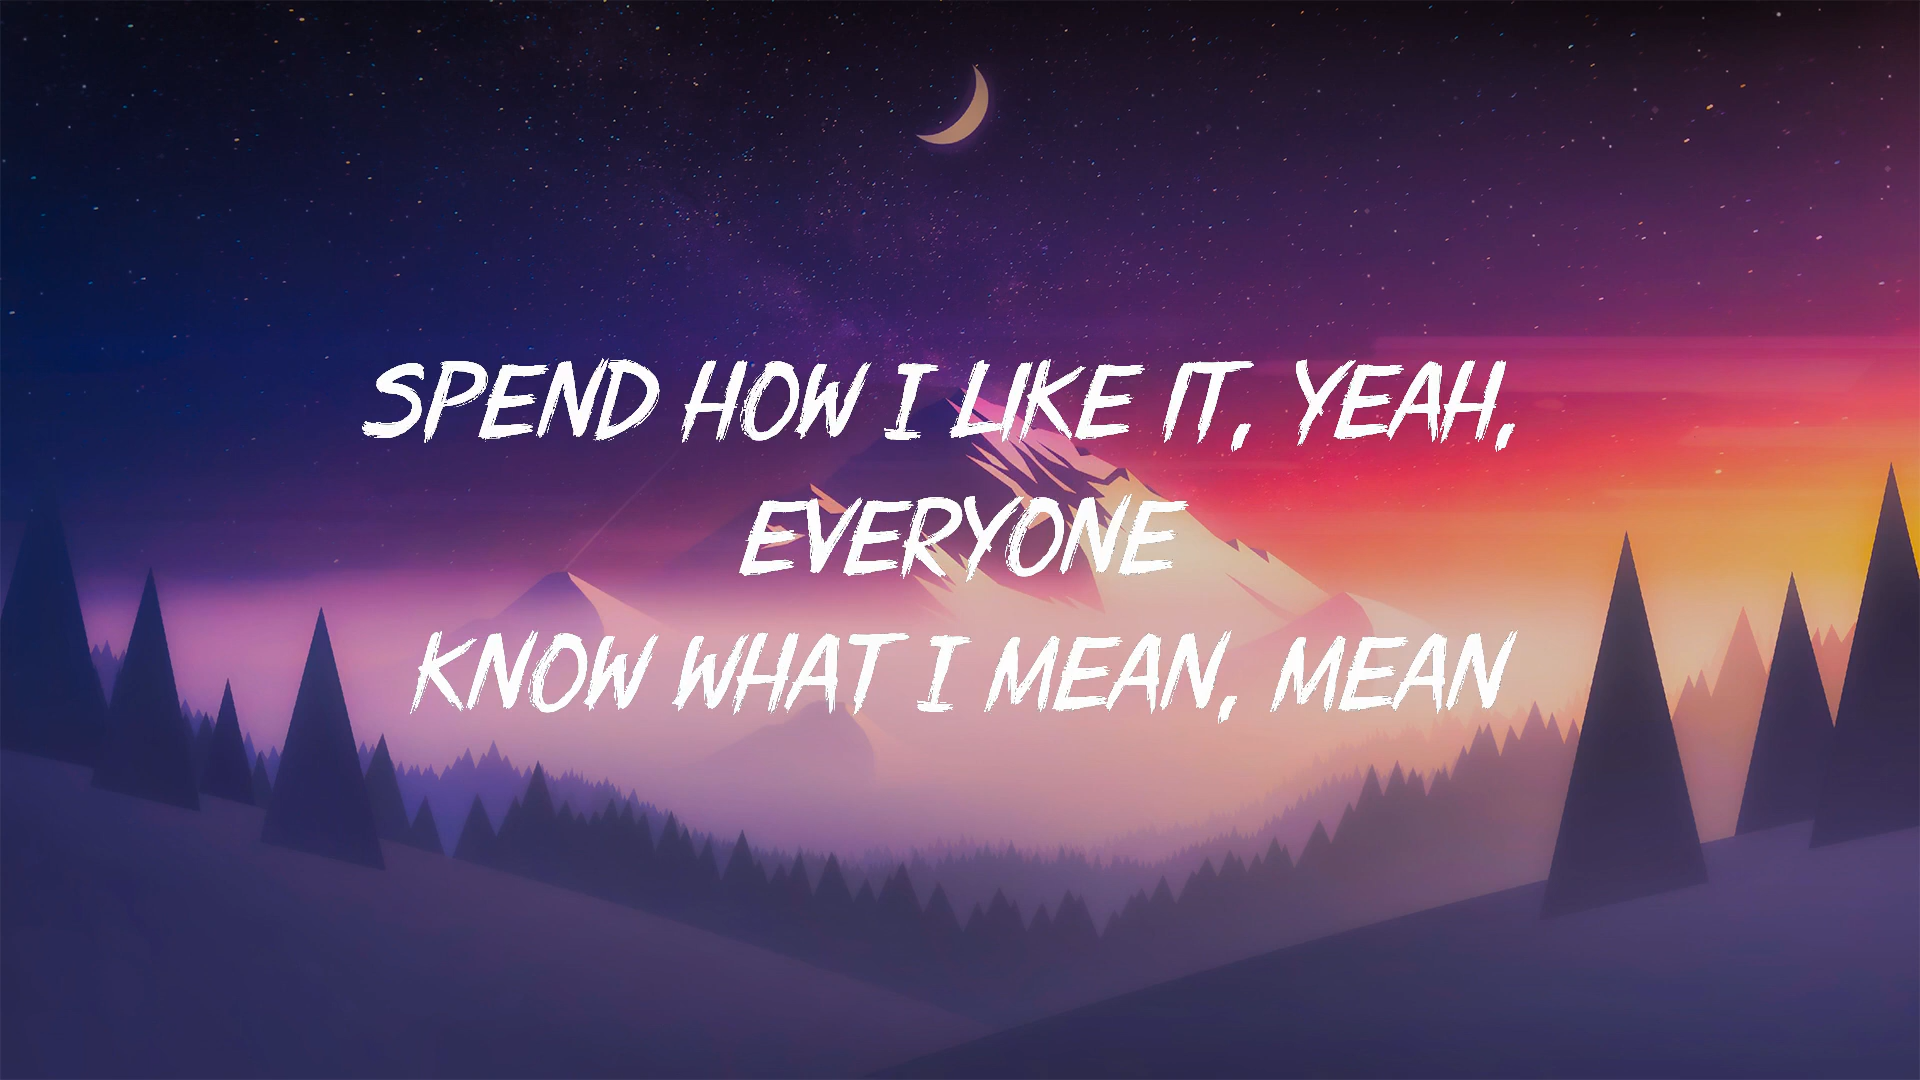 SPEND HOW I LIKE IT, YEAH,
EVERYONE
KNOW WHAT I MEAN, MEAN